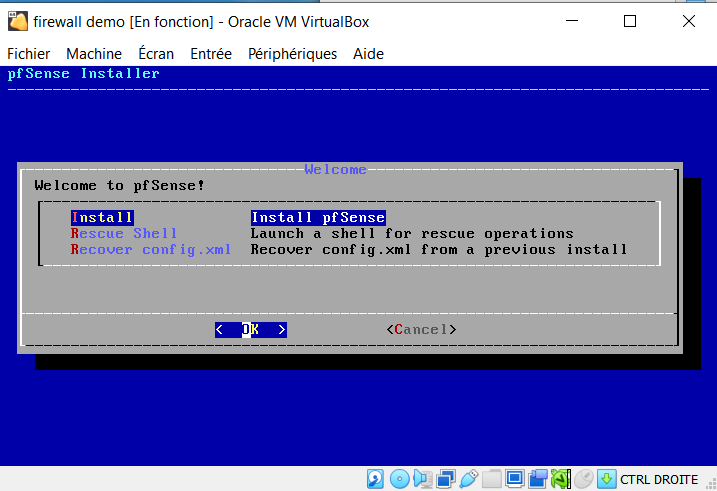 firewall demo [En fonction] - Oracle VM VirtualBox
Fichier Machine Écran Entrée Périphériques Aide
pfSense Installer
Welcome
Welcome to pfSense!
Install Install pfSense
Rescue Shell Launch a shell for rescue operations
Recover config.xml Recover config.xml from a previous install
< OK > <Cancel>
CTRL DROITE